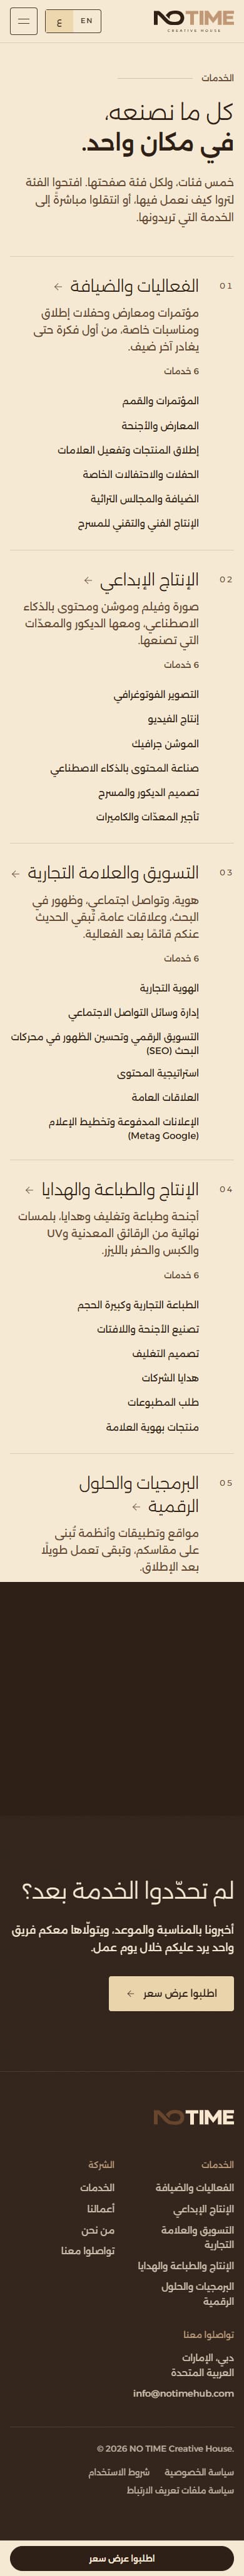 NO TIME
CREATIVE HOUSE
EN
ع
الخدمات
كل ما نصنعه،
في مكان واحد.
خمس فئات، ولكل فئة صفحتها. افتحوا الفئة
لتروا كيف نعمل فيها، أو انتقلوا مباشرةً إلى
الخدمة التي تريدونها.
01
الفعاليات والضيافة ←
مؤتمرات ومعارض وحفلات إطلاق
ومناسبات خاصة، من أول فكرة حتى
يغادر آخر ضيف.
6 خدمات
المؤتمرات والقمم
المعارض والأجنحة
إطلاق المنتجات وتفعيل العلامات
الحفلات والاحتفالات الخاصة
الضيافة والمجالس التراثية
الإنتاج الفني والتقني للمسرح
02
الإنتاج الإبداعي ←
صورة وفيلم وموشن ومحتوى بالذكاء
الاصطناعي، ومعها الديكور والمعدّات
التي تصنعها.
6 خدمات
التصوير الفوتوغرافي
إنتاج الفيديو
الموشن جرافيك
صناعة المحتوى بالذكاء الاصطناعي
تصميم الديكور والمسرح
تأجير المعدّات والكاميرات
03
التسويق والعلامة التجارية ←
هوية، وتواصل اجتماعي، وظهور في
البحث، وعلاقات عامة، تُبقي الحديث
عنكم قائمًا بعد الفعالية.
6 خدمات
الهوية التجارية
إدارة وسائل التواصل الاجتماعي
التسويق الرقمي وتحسين الظهور في محركات
البحث (SEO)
استراتيجية المحتوى
العلاقات العامة
الإعلانات المدفوعة وتخطيط الإعلام
(Google وMeta)
04
الإنتاج والطباعة والهدايا ←
أجنحة وطباعة وتغليف وهدايا، بلمسات
نهائية من الرقائق المعدنية وUV
والكبس والحفر بالليزر.
6 خدمات
الطباعة التجارية وكبيرة الحجم
تصنيع الأجنحة واللافتات
تصميم التغليف
هدايا الشركات
طلب المطبوعات
منتجات بهوية العلامة
05
البرمجيات والحلول
الرقمية ←
مواقع وتطبيقات وأنظمة تُبنى
على مقاسكم، وتبقى تعمل طويلًا
بعد الإطلاق.
لم تحدّدوا الخدمة بعد؟
أخبرونا بالمناسبة والموعد، ويتولّاها معكم فريق
واحد يرد عليكم خلال يوم عمل.
اطلبوا عرض سعر ←
NO TIME
الخدمات
الفعاليات والضيافة
الإنتاج الإبداعي
التسويق والعلامة
التجارية
الإنتاج والطباعة والهدايا
البرمجيات والحلول
الرقمية
الشركة
الخدمات
أعمالنا
من نحن
تواصلوا معنا
تواصلوا معنا
دبي، الإمارات
العربية المتحدة
info@notimehub.com
© 2026 NO TIME Creative House.
سياسة الخصوصية
شروط الاستخدام
سياسة ملفات تعريف الارتباط
اطلبوا عرض سعر